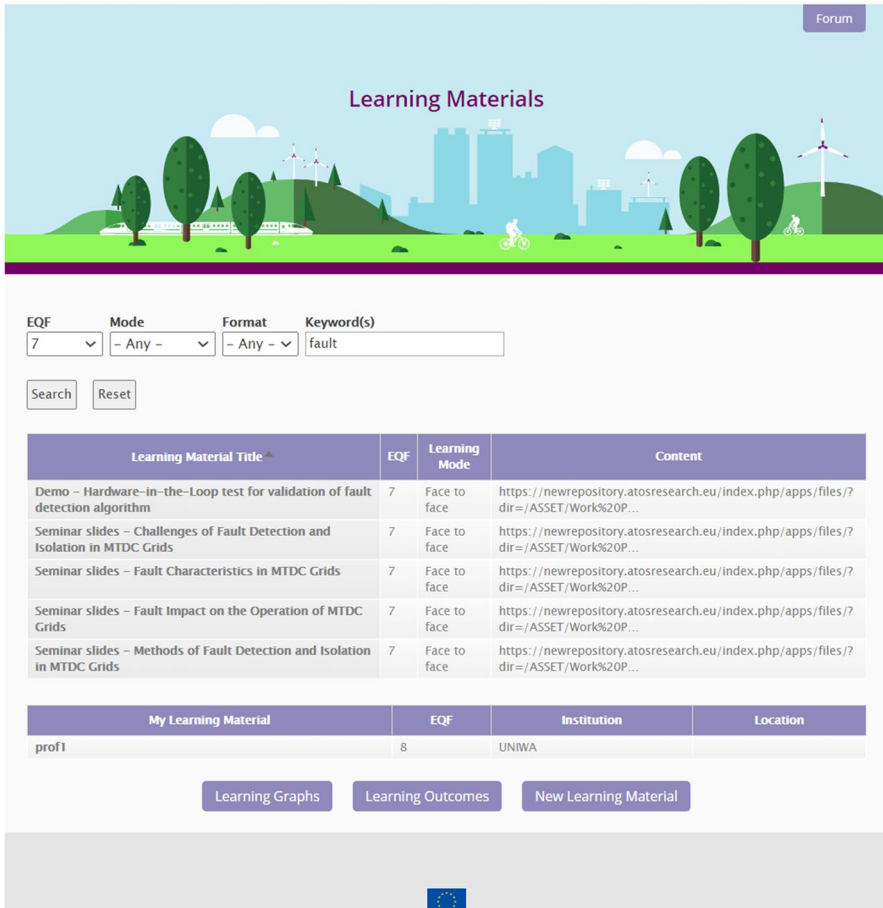 Forum
Learning Materials
EQF Mode Format Keyword(s)
7 – Any – – Any – fault
Search Reset
Learning Material Title EQF Learning Mode Content
Demo – Hardware-in-the-Loop test for validation of fault detection algorithm 7 Face to face https://newrepository.atosresearch.eu/index.php/apps/files/?dir=/ASSET/Work%20P...
Seminar slides – Challenges of Fault Detection and Isolation in MTDC Grids 7 Face to face https://newrepository.atosresearch.eu/index.php/apps/files/?dir=/ASSET/Work%20P...
Seminar slides – Fault Characteristics in MTDC Grids 7 Face to face https://newrepository.atosresearch.eu/index.php/apps/files/?dir=/ASSET/Work%20P...
Seminar slides – Fault Impact on the Operation of MTDC Grids 7 Face to face https://newrepository.atosresearch.eu/index.php/apps/files/?dir=/ASSET/Work%20P...
Seminar slides – Methods of Fault Detection and Isolation in MTDC Grids 7 Face to face https://newrepository.atosresearch.eu/index.php/apps/files/?dir=/ASSET/Work%20P...
My Learning Material EQF Institution Location
prof1 8 UNIWA
Learning Graphs Learning Outcomes New Learning Material